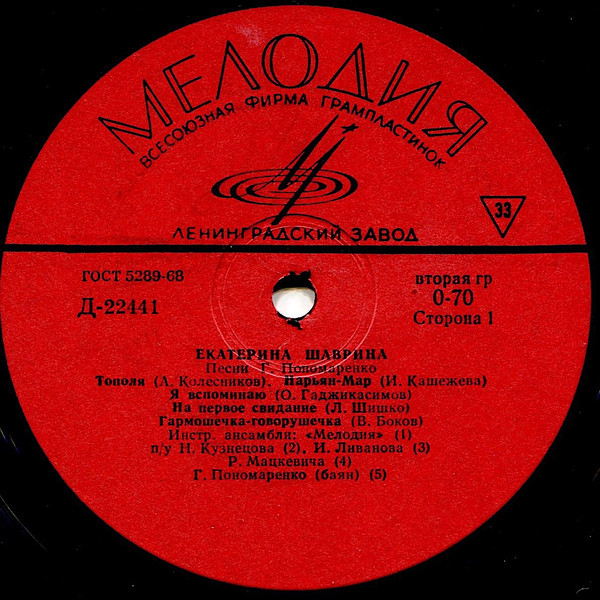 МЕЛОДИЯ
ВСЕСОЮЗНАЯ ФИРМА ГРАМПЛАСТИНОК
ЛЕНИНГРАДСКИЙ ЗАВОД
33
ГОСТ 5289-68
Д-22441
вторая гр
0-70
Сторона 1
ЕКАТЕРИНА ШАВРИНА
Песни Г. Пономаренко
Тополя (А. Колесников), Нарьян-Мар (И. Кашежева)
Я вспоминаю (О. Гаджикасимов)
На первое свидание (Л. Шишко)
Гармошечка-говорушечка (В. Боков)
Инстр. ансамбли: «Мелодия» (1)
п/у Н. Кузнецова (2), И. Ливанова (3)
Р. Мацкевича (4)
Г. Пономаренко (баян) (5)